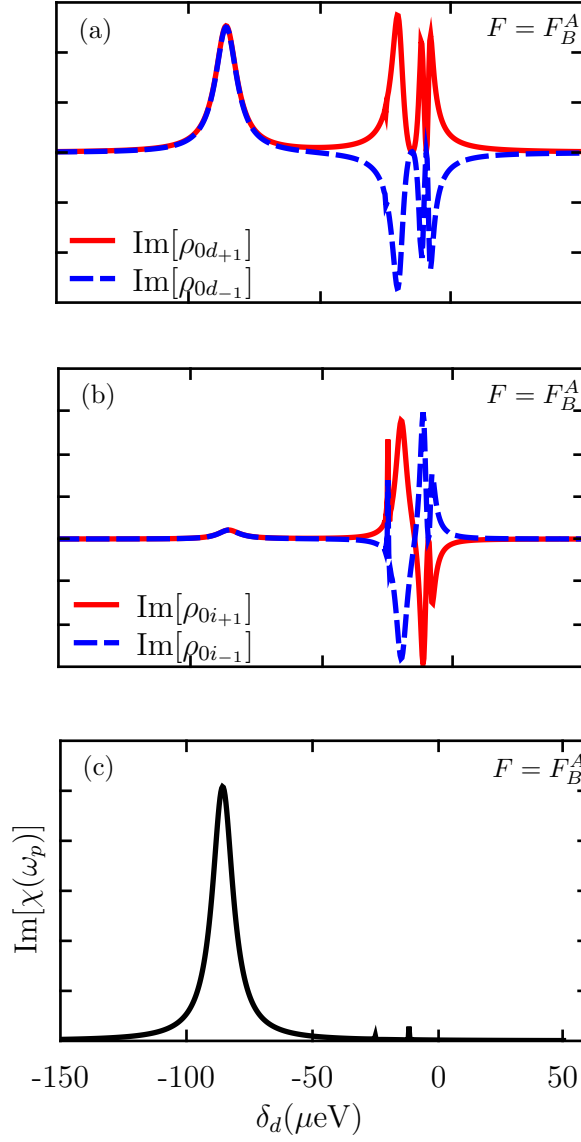 (a) F = F_B^A
Im[ρ_{0d_{+1}}]
Im[ρ_{0d_{-1}}]
(b) F = F_B^A
Im[ρ_{0i_{+1}}]
Im[ρ_{0i_{-1}}]
(c) F = F_B^A
Im[χ(ω_p)]
-150 -100 -50 0 50
δ_d(μeV)